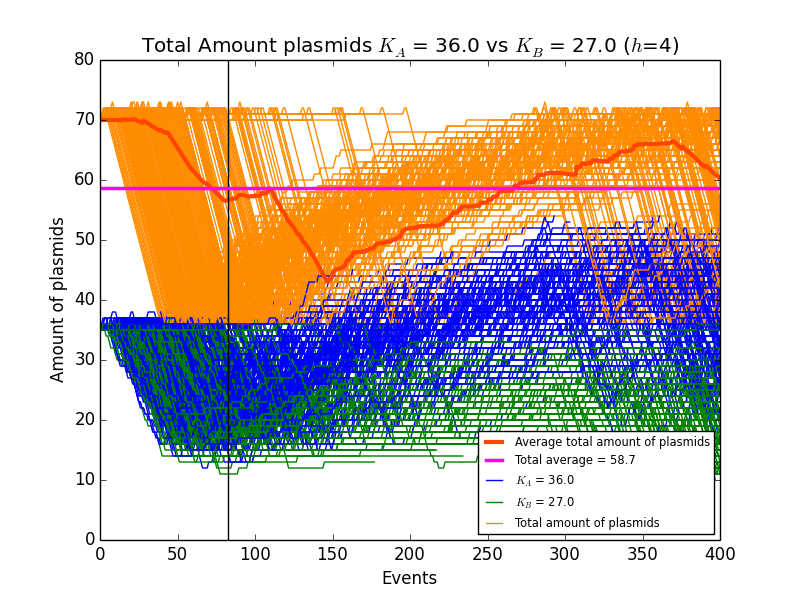 Total Amount plasmids K_A = 36.0 vs K_B = 27.0 (h=4)
80
70
60
50
40
30
20
10
0
Amount of plasmids
Average total amount of plasmids
Total average = 58.7
K_A = 36.0
K_B = 27.0
Total amount of plasmids
0 50 100 150 200 250 300 350 400
Events